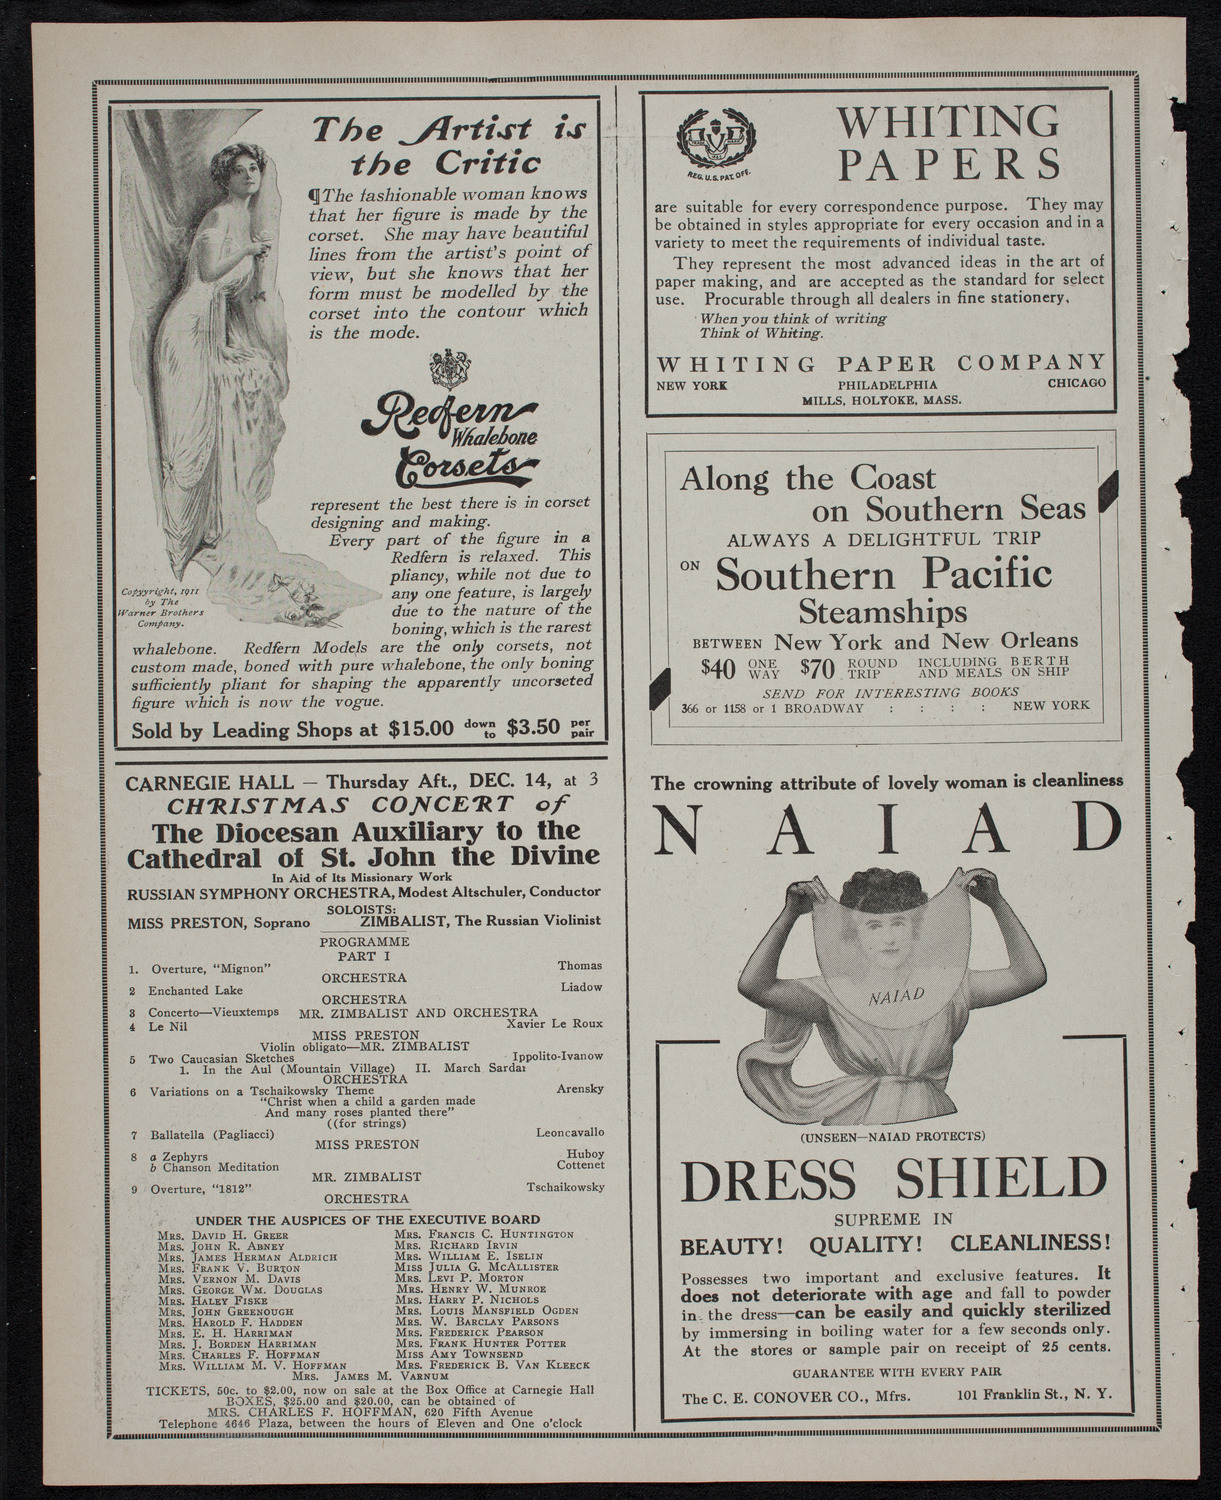 The Artist is
the Critic
¶The fashionable woman knows
that her figure is made by the
corset. She may have beautiful
lines from the artist's point of
view, but she knows that her
form must be modelled by the
corset into the contour which
is the mode.
Redfern
Whalebone
Corsets
represent the best there is in corset
designing and making.
Every part of the figure in a
Redfern is relaxed. This
pliancy, while not due to
any one feature, is largely
due to the nature of the
boning, which is the rarest
Copyright, 1911
by The
Warner Brothers
Company.
whalebone. Redfern Models are the only corsets, not
custom made, boned with pure whalebone, the only boning
sufficiently pliant for shaping the apparently uncorseted
figure which is now the vogue.
Sold by Leading Shops at $15.00 down to $3.50 per pair
CARNEGIE HALL — Thursday Aft., DEC. 14, at 3
CHRISTMAS CONCERT of
The Diocesan Auxiliary to the
Cathedral of St. John the Divine
In Aid of Its Missionary Work
RUSSIAN SYMPHONY ORCHESTRA, Modest Altschuler, Conductor
SOLOISTS:
MISS PRESTON, Soprano ZIMBALIST, The Russian Violinist
PROGRAMME
PART I
1. Overture, "Mignon" Thomas
ORCHESTRA
2 Enchanted Lake Liadow
ORCHESTRA
3 Concerto—Vieuxtemps MR. ZIMBALIST AND ORCHESTRA
4 Le Nil Xavier Le Roux
MISS PRESTON
Violin obligato—MR. ZIMBALIST
5 Two Caucasian Sketches Ippolito-Ivanow
1. In the Aul (Mountain Village) II. March Sardar
ORCHESTRA
6 Variations on a Tschaikowsky Theme Arensky
"Christ when a child a garden made
And many roses planted there"
((for strings)
7 Ballatella (Pagliacci) Leoncavallo
MISS PRESTON
8 a Zephyrs Huboy
b Chanson Meditation Cottenet
MR. ZIMBALIST
9 Overture, "1812" Tschaikowsky
ORCHESTRA
UNDER THE AUSPICES OF THE EXECUTIVE BOARD
MRS. DAVID H. GREER
MRS. JOHN R. ABNEY
MRS. JAMES HERMAN ALDRICH
MRS. FRANK V. BURTON
MRS. VERNON M. DAVIS
MRS. GEORGE WM. DOUGLAS
MRS. HALEY FISKE
MRS. JOHN GREENOUGH
MRS. HAROLD F. HADDEN
MRS. E. H. HARRIMAN
MRS. J. BORDEN HARRIMAN
MRS. CHARLES F. HOFFMAN
MRS. WILLIAM M. V. HOFFMAN
MRS. FRANCIS C. HUNTINGTON
MRS. RICHARD IRVIN
MRS. WILLIAM E. ISELIN
MISS JULIA G. MCALLISTER
MRS. LEVI P. MORTON
MRS. HENRY W. MUNROE
MRS. HARRY P. NICHOLS
MRS. LOUIS MANSFIELD OGDEN
MRS. W. BARCLAY PARSONS
MRS. FREDERICK PEARSON
MRS. FRANK HUNTER POTTER
MISS AMY TOWNSEND
MRS. FREDERICK B. VAN KLEECK
MRS. JAMES M. VARNUM
TICKETS, 50c. to $2.00, now on sale at the Box Office at Carnegie Hall
BOXES, $25.00 and $20.00, can be obtained of
MRS. CHARLES F. HOFFMAN, 620 Fifth Avenue
Telephone 4646 Plaza, between the hours of Eleven and One o'clock
REG. U.S. PAT. OFF.
WHITING
PAPERS
are suitable for every correspondence purpose. They may
be obtained in styles appropriate for every occasion and in a
variety to meet the requirements of individual taste.
They represent the most advanced ideas in the art of
paper making, and are accepted as the standard for select
use. Procurable through all dealers in fine stationery.
When you think of writing
Think of Whiting.
WHITING PAPER COMPANY
NEW YORK PHILADELPHIA CHICAGO
MILLS, HOLYOKE, MASS.
Along the Coast
on Southern Seas
ALWAYS A DELIGHTFUL TRIP
ON Southern Pacific
Steamships
BETWEEN New York and New Orleans
$40 ONE WAY $70 ROUND TRIP INCLUDING BERTH AND MEALS ON SHIP
SEND FOR INTERESTING BOOKS
366 or 1158 or 1 BROADWAY : : : : NEW YORK
The crowning attribute of lovely woman is cleanliness
NAIAD
NAIAD
(UNSEEN—NAIAD PROTECTS)
DRESS SHIELD
SUPREME IN
BEAUTY! QUALITY! CLEANLINESS!
Possesses two important and exclusive features. It
does not deteriorate with age and fall to powder
in the dress—can be easily and quickly sterilized
by immersing in boiling water for a few seconds only.
At the stores or sample pair on receipt of 25 cents.
GUARANTEE WITH EVERY PAIR
The C. E. CONOVER CO., Mfrs. 101 Franklin St., N. Y.